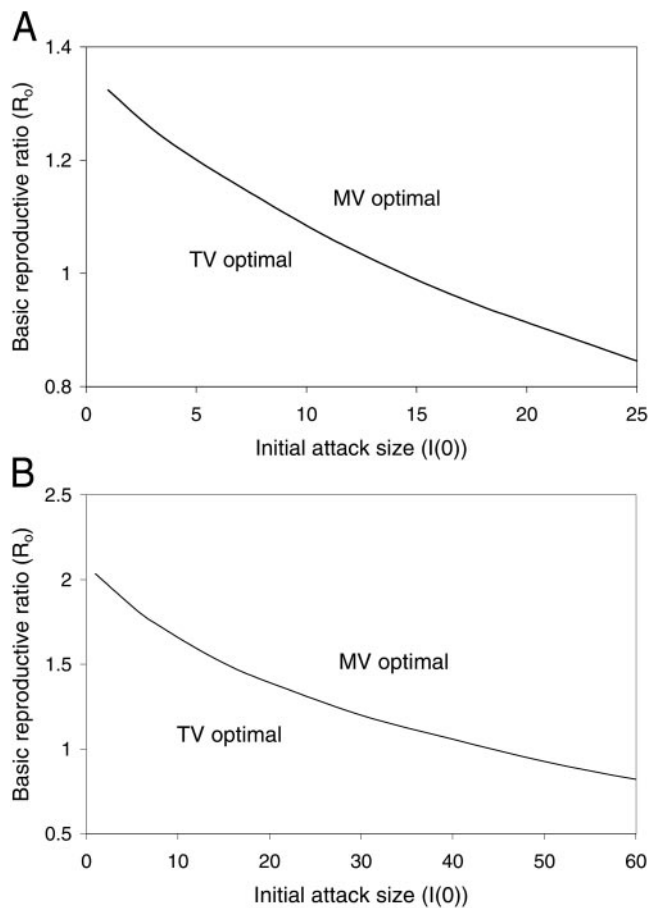 A
1.4
1.2
1
0.8
Basic reproductive ratio (Ro)
MV optimal
TV optimal
0 5 10 15 20 25
Initial attack size (I(0))
B
2.5
2
1.5
1
0.5
Basic reproductive ratio (Ro)
MV optimal
TV optimal
0 10 20 30 40 50 60
Initial attack size (I(0))